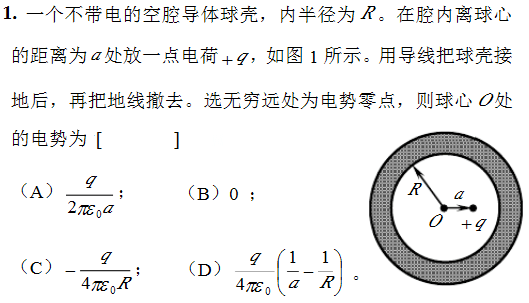 1. 一个不带电的空腔导体球壳，内半径为 R。在腔内离球心
的距离为 a 处放一点电荷 +q，如图 1 所示。用导线把球壳接
地后，再把地线撤去。选无穷远处为电势零点，则球心 O 处
的电势为 [ ]
（A） q/(2πε₀a)； （B）0 ；
（C） -q/(4πε₀R)； （D） q/(4πε₀) (1/a - 1/R) 。
R a
O +q